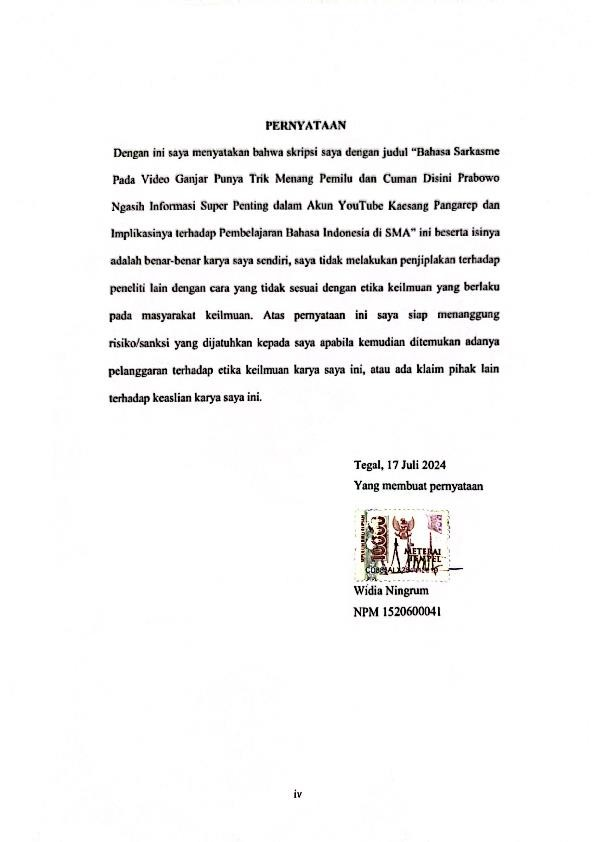 PERNYATAAN
Dengan ini saya menyatakan bahwa skripsi saya dengan judul “Bahasa Sarkasme
Pada Video Ganjar Punya Trik Menang Pemilu dan Cuman Disini Prabowo
Ngasih Informasi Super Penting dalam Akun YouTube Kaesang Pangarep dan
Implikasinya terhadap Pembelajaran Bahasa Indonesia di SMA” ini beserta isinya
adalah benar-benar karya saya sendiri, saya tidak melakukan penjiplakan terhadap
peneliti lain dengan cara yang tidak sesuai dengan etika keilmuan yang berlaku
pada masyarakat keilmuan. Atas pernyataan ini saya siap menanggung
risiko/sanksi yang dijatuhkan kepada saya apabila kemudian ditemukan adanya
pelanggaran terhadap etika keilmuan karya saya ini, atau ada klaim pihak lain
terhadap keaslian karya saya ini.
Tegal, 17 Juli 2024
Yang membuat pernyataan
10000
METERAI
TEMPEL
Widia Ningrum
NPM 1520600041
iv